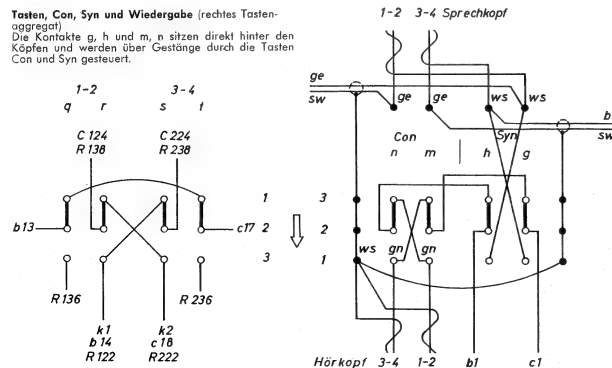 Tasten, Con, Syn und Wiedergabe (rechtes Tasten-
aggregat)
Die Kontakte g, h und m, n sitzen direkt hinter den
Köpfen und werden über Gestänge durch die Tasten
Con und Syn gesteuert.
1-2 3-4
q r s t
C 124 C 224
R 138 R 238
1
b13 c17 2
3
R 136 R 236
k1 k2
b 14 c 18
R 122 R 222
1-2 3-4 Sprechkopf
ge
sw
ge ge ws ws
b
sw
Con Syn
n m h g
3
2
1
ws gn gn
Hörkopf 3-4 1-2 b1 c1